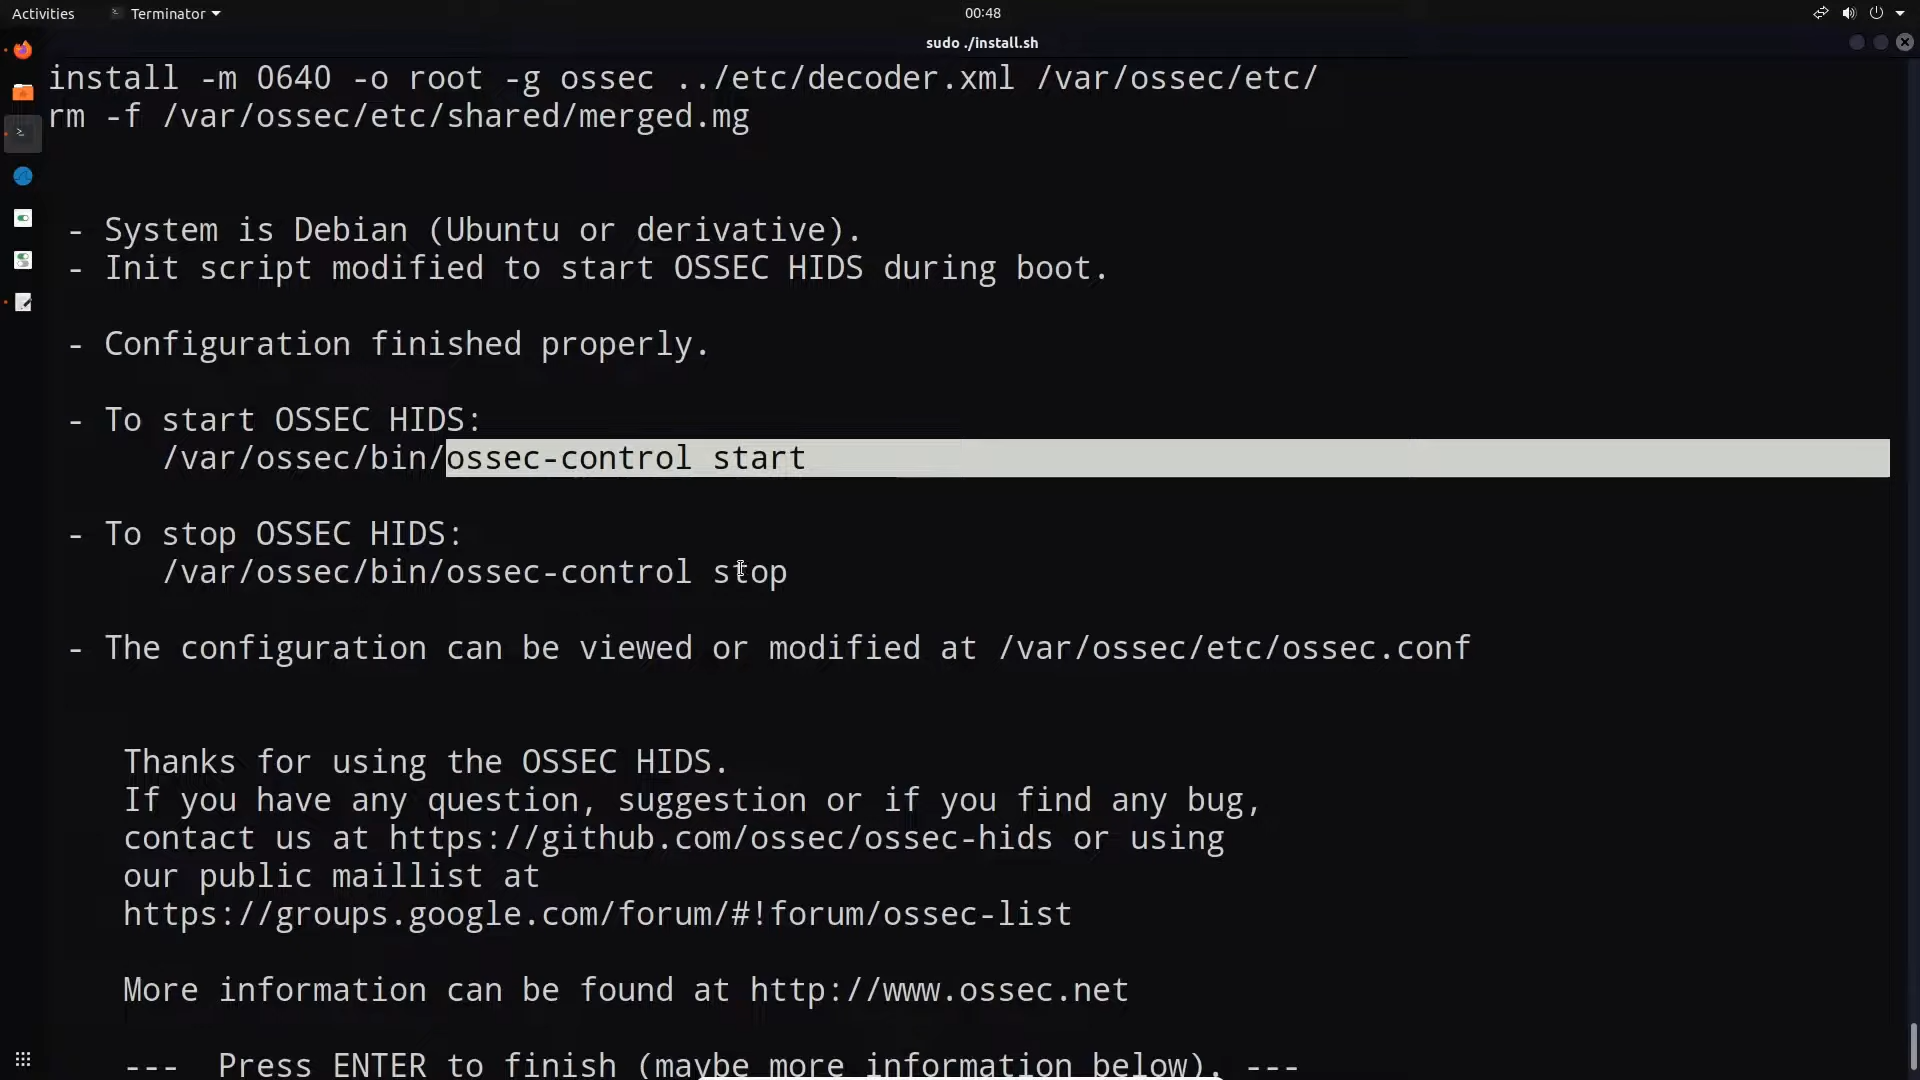 Activities
Terminator
00:48
sudo ./install.sh
install -m 0640 -o root -g ossec ../etc/decoder.xml /var/ossec/etc/
rm -f /var/ossec/etc/shared/merged.mg
- System is Debian (Ubuntu or derivative).
- Init script modified to start OSSEC HIDS during boot.
- Configuration finished properly.
- To start OSSEC HIDS:
/var/ossec/bin/ossec-control start
- To stop OSSEC HIDS:
/var/ossec/bin/ossec-control stop
- The configuration can be viewed or modified at /var/ossec/etc/ossec.conf
Thanks for using the OSSEC HIDS.
If you have any question, suggestion or if you find any bug,
contact us at https://github.com/ossec/ossec-hids or using
our public maillist at
https://groups.google.com/forum/#!forum/ossec-list
More information can be found at http://www.ossec.net
--- Press ENTER to finish (maybe more information below). ---